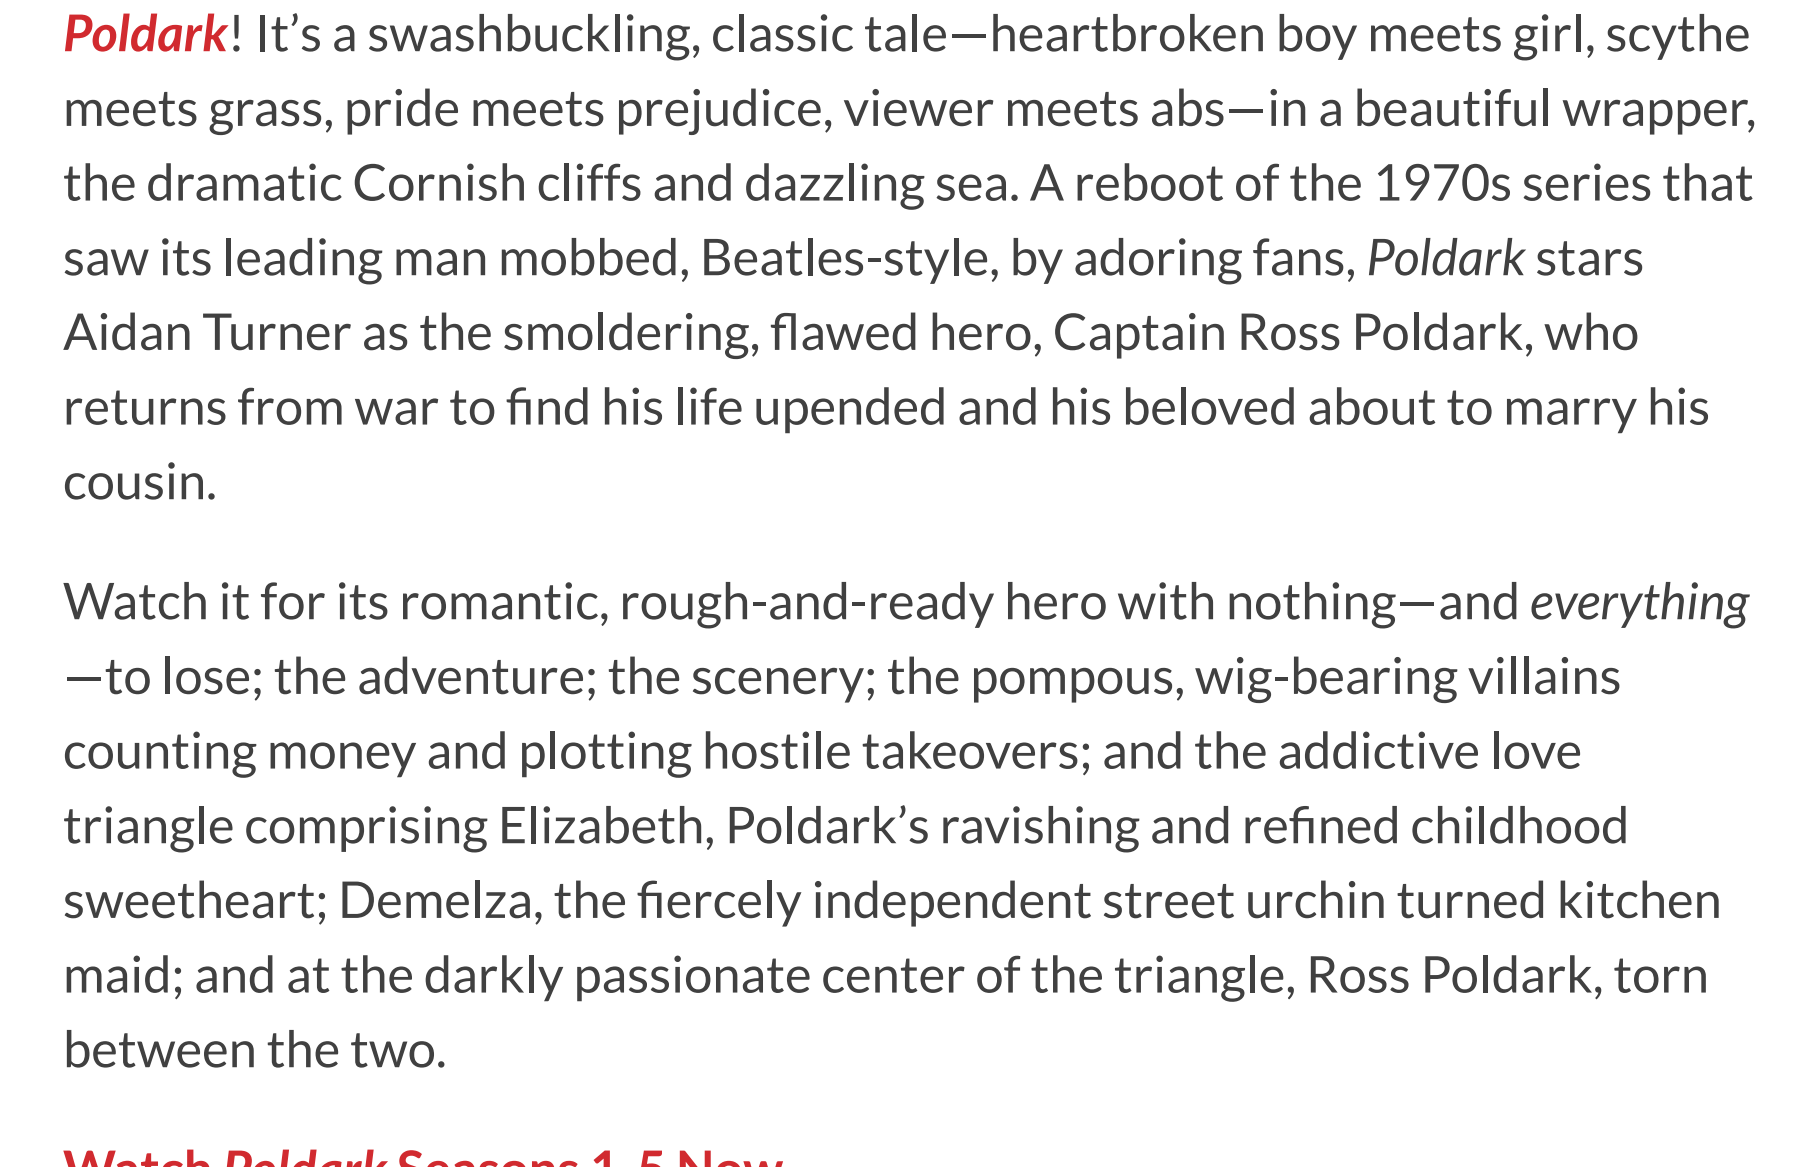 Poldark! It’s a swashbuckling, classic tale—heartbroken boy meets girl, scythe
meets grass, pride meets prejudice, viewer meets abs—in a beautiful wrapper,
the dramatic Cornish cliffs and dazzling sea. A reboot of the 1970s series that
saw its leading man mobbed, Beatles-style, by adoring fans, Poldark stars
Aidan Turner as the smoldering, flawed hero, Captain Ross Poldark, who
returns from war to find his life upended and his beloved about to marry his
cousin.
Watch it for its romantic, rough-and-ready hero with nothing—and everything
—to lose; the adventure; the scenery; the pompous, wig-bearing villains
counting money and plotting hostile takeovers; and the addictive love
triangle comprising Elizabeth, Poldark’s ravishing and refined childhood
sweetheart; Demelza, the fiercely independent street urchin turned kitchen
maid; and at the darkly passionate center of the triangle, Ross Poldark, torn
between the two.
Watch Poldark Seasons 1-5 Now